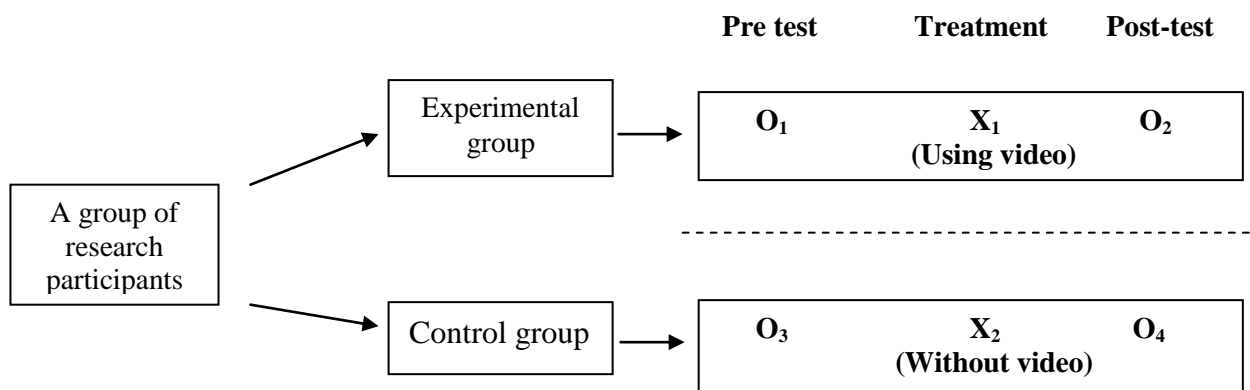 Pre test Treatment Post-test
Experimental
group
O₁ X₁ O₂
(Using video)
A group of
research
participants
Control group
O₃ X₂ O₄
(Without video)